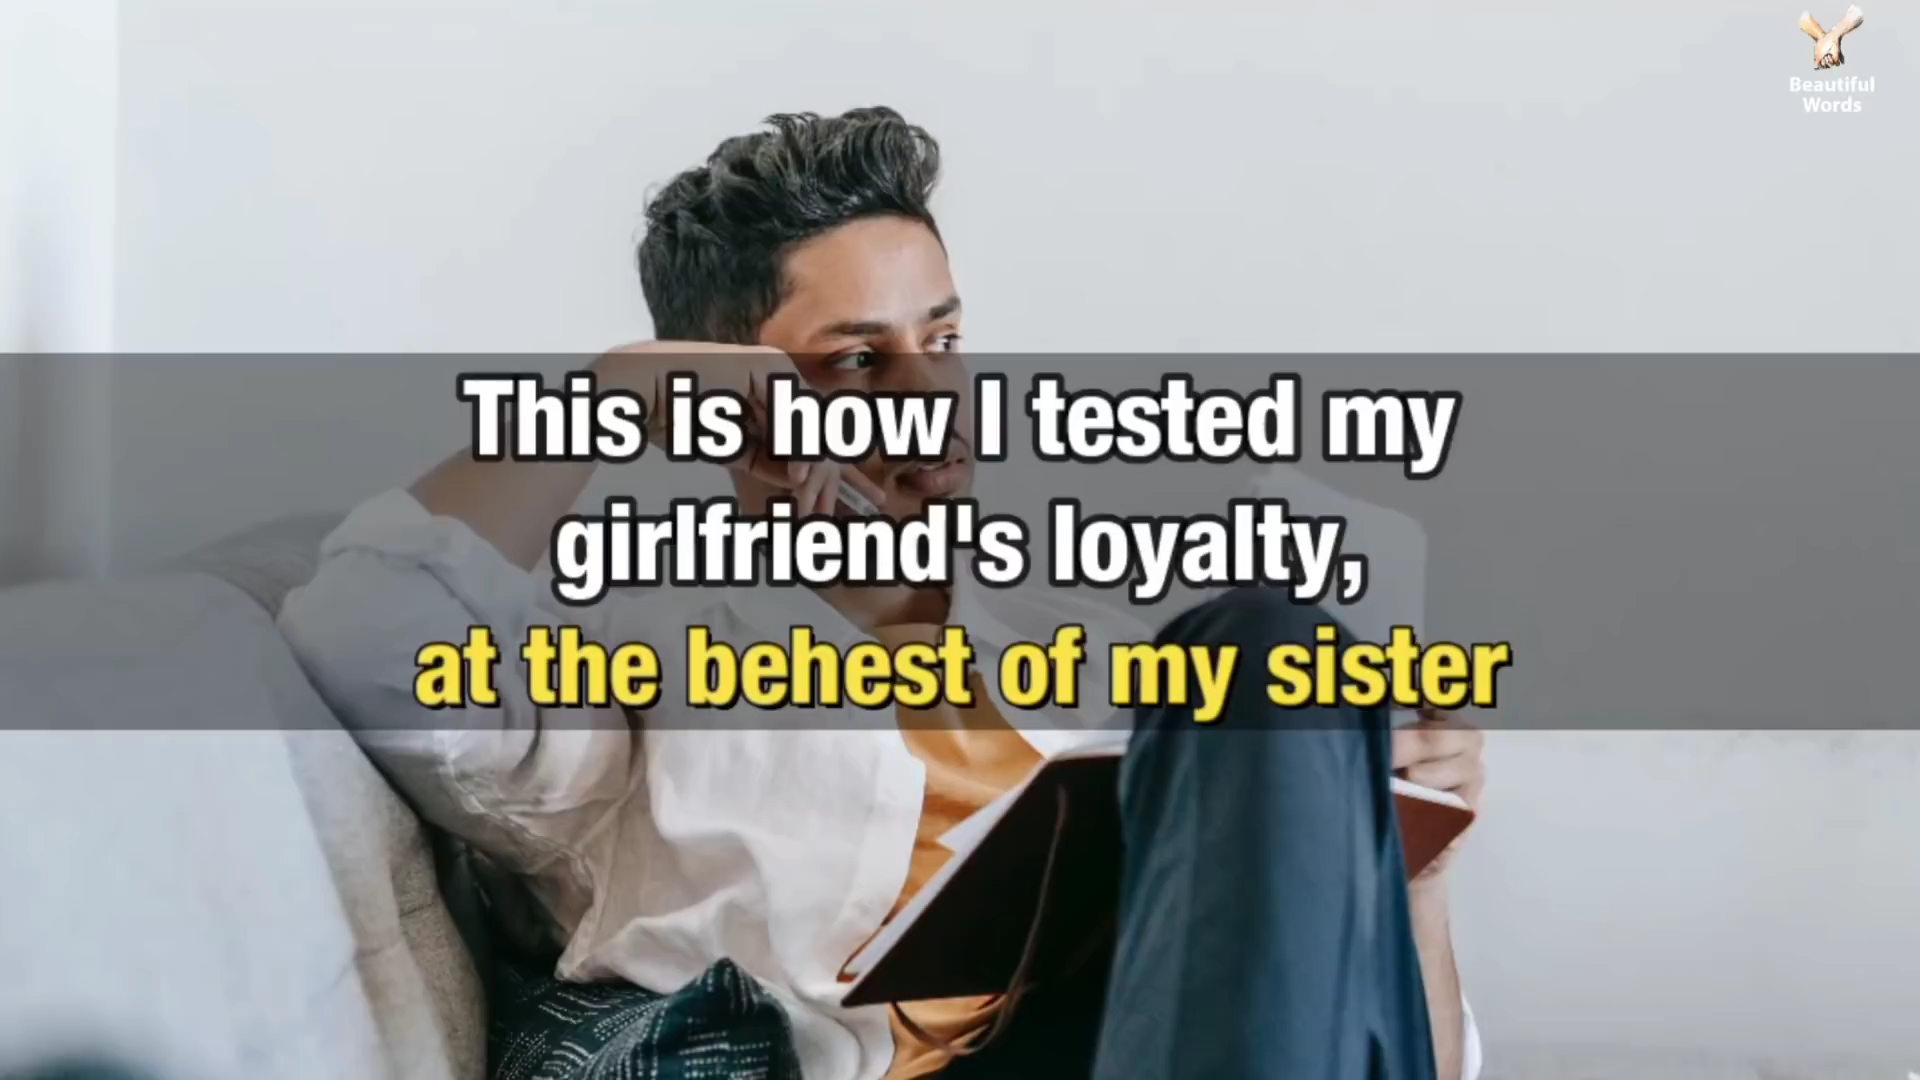 Beautiful
Words
This is how I tested my
girlfriend's loyalty,
at the behest of my sister